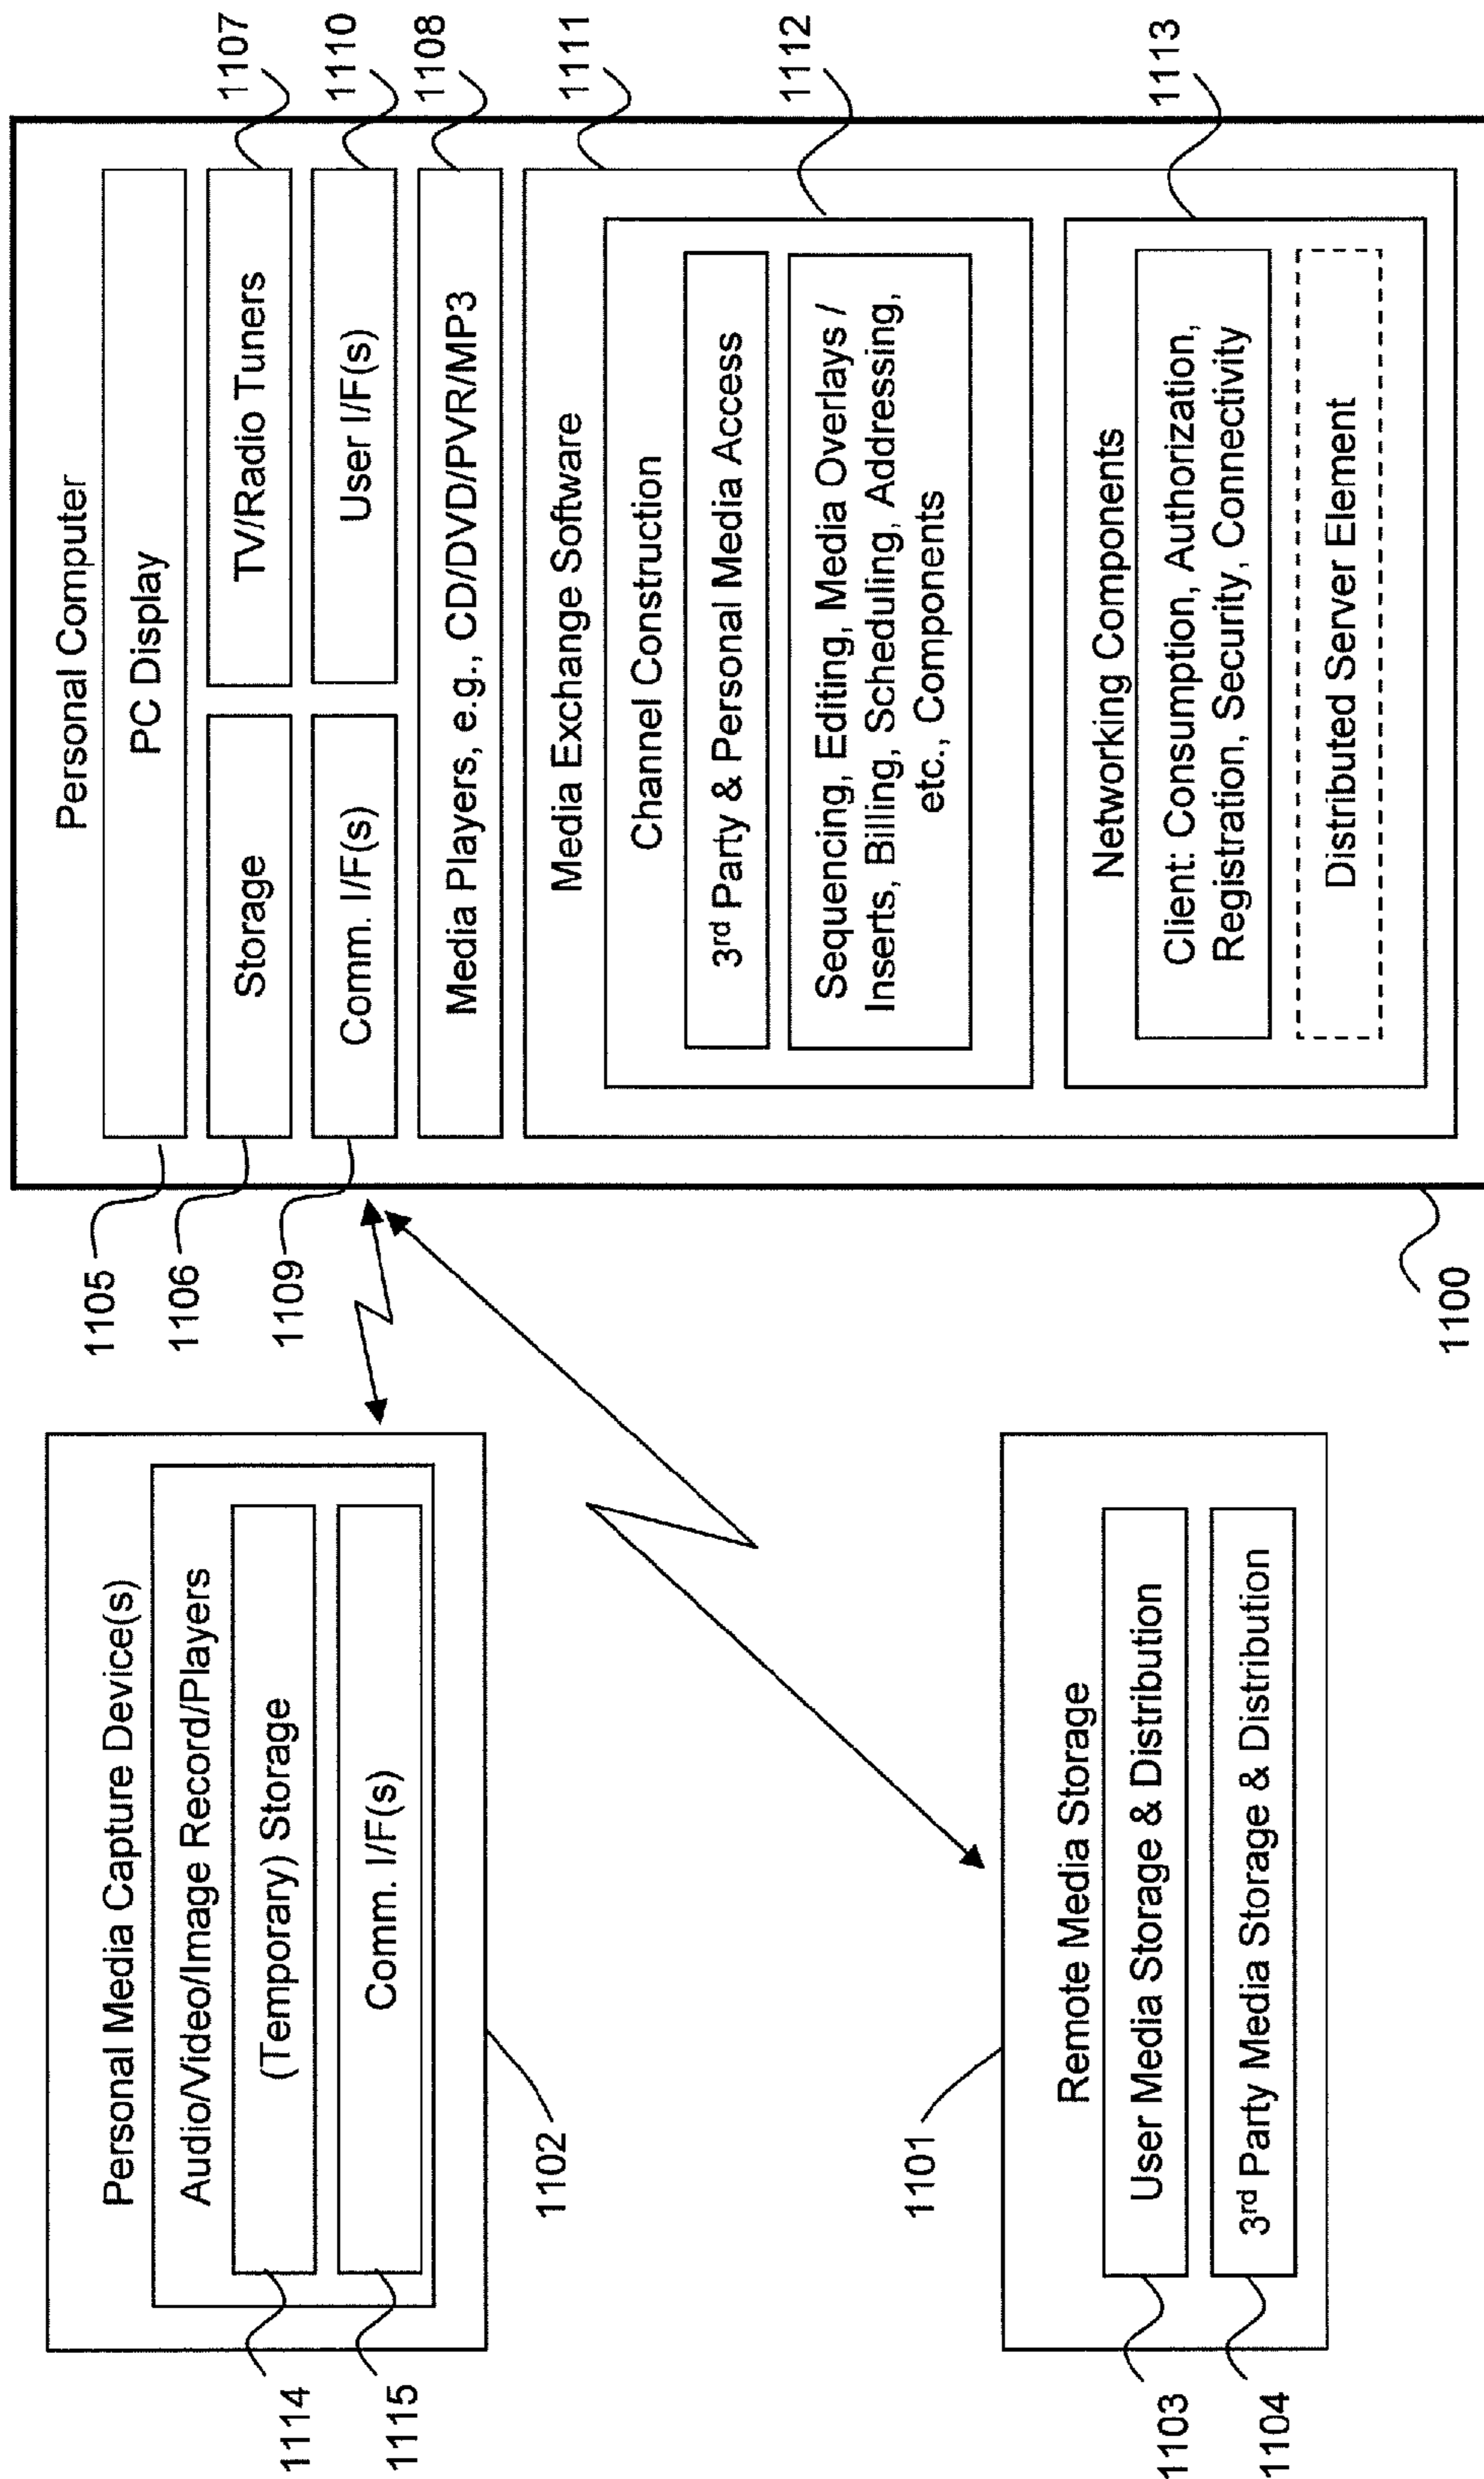 Personal Media Capture Device(s)
Audio/Video/Image Record/Players
(Temporary) Storage
Comm. I/F(s)
1114
1115
1102
1101
Remote Media Storage
User Media Storage & Distribution
3rd Party Media Storage & Distribution
1103
1104
Personal Computer
PC Display
Storage
TV/Radio Tuners
Comm. I/F(s)
User I/F(s)
Media Players, e.g., CD/DVD/PVR/MP3
Media Exchange Software
Channel Construction
3rd Party & Personal Media Access
Sequencing, Editing, Media Overlays /
Inserts, Billing, Scheduling, Addressing,
etc., Components
Networking Components
Client: Consumption, Authorization,
Registration, Security, Connectivity
Distributed Server Element
1105
1106
1109
1100
1107
1110
1108
1111
1112
1113